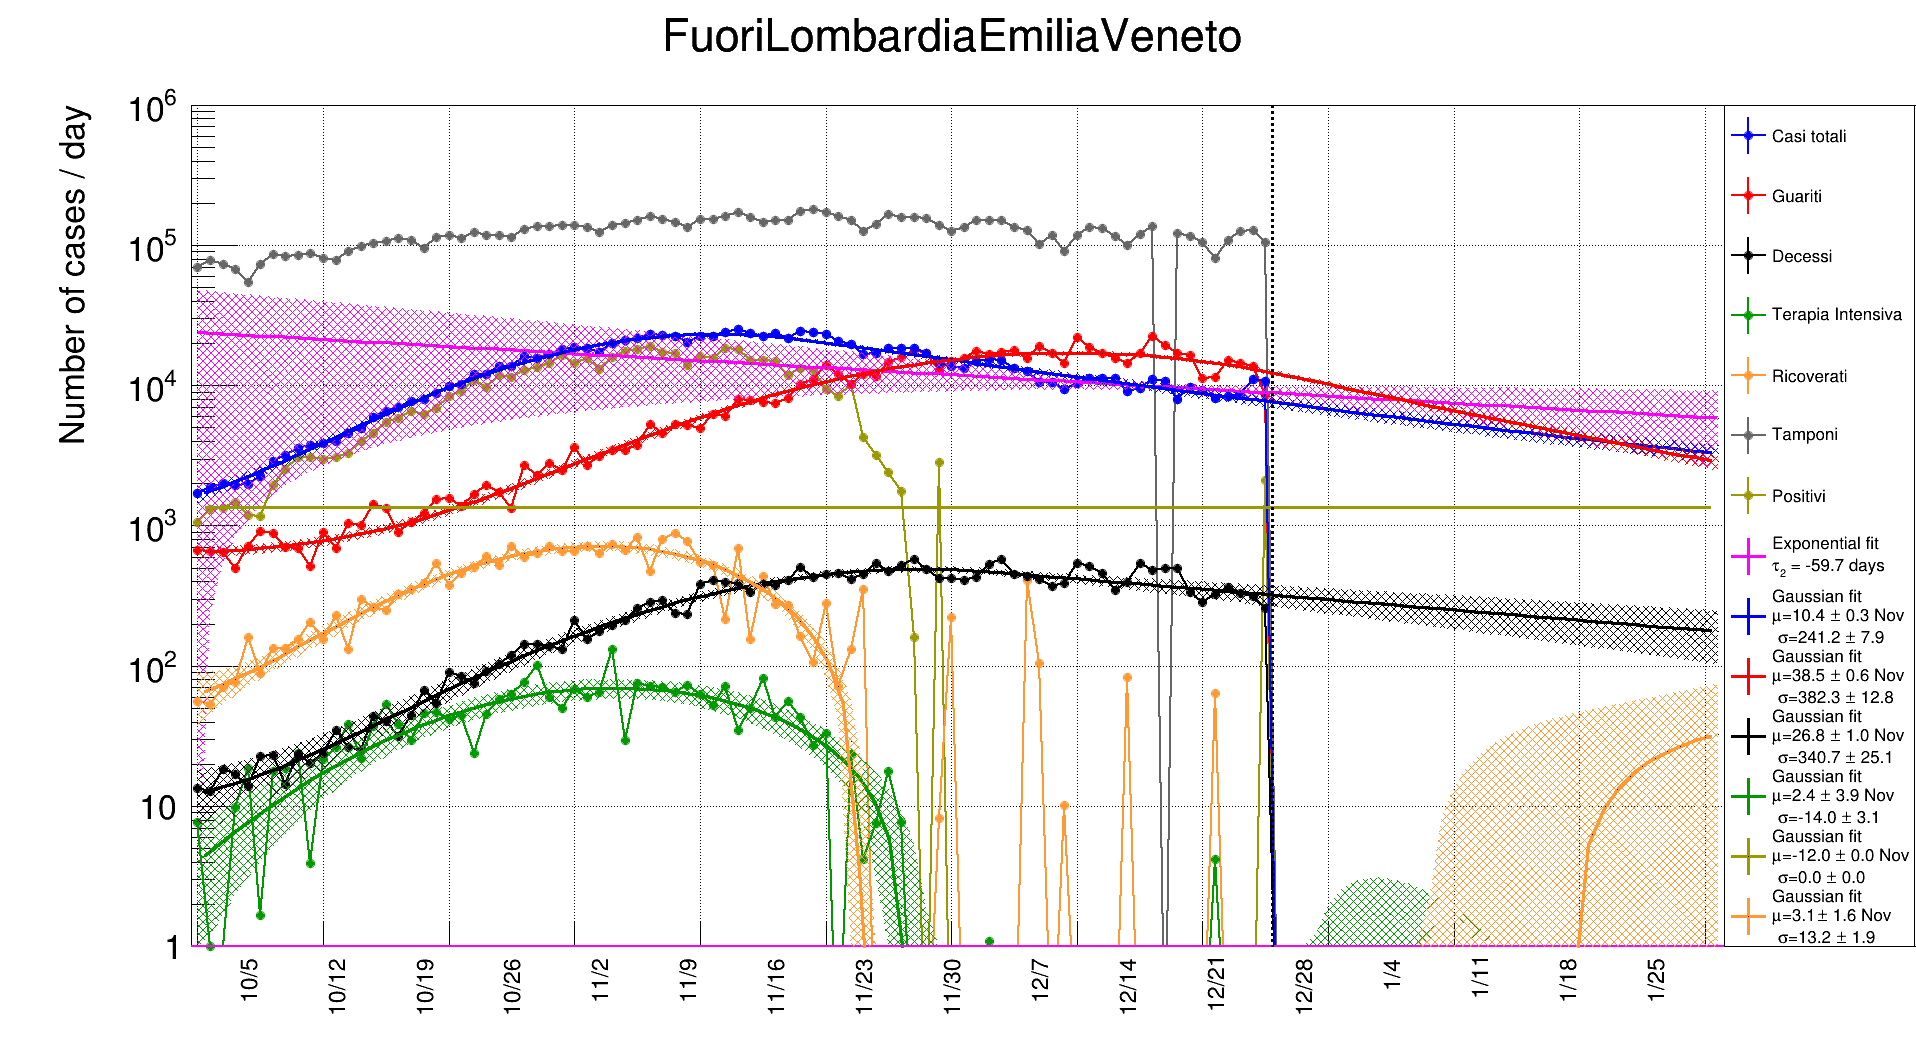 FuoriLombardiaEmiliaVeneto
Number of cases / day
10^6
10^5
10^4
10^3
10^2
10
1
10/5
10/12
10/19
10/26
11/2
11/9
11/16
11/23
11/30
12/7
12/14
12/21
12/28
1/4
1/11
1/18
1/25
Casi totali
Guariti
Decessi
Terapia Intensiva
Ricoverati
Tamponi
Positivi
Exponential fit
τ₂ = -59.7 days
Gaussian fit
μ=10.4 ± 0.3 Nov
σ=241.2 ± 7.9
Gaussian fit
μ=38.5 ± 0.6 Nov
σ=382.3 ± 12.8
Gaussian fit
μ=26.8 ± 1.0 Nov
σ=340.7 ± 25.1
Gaussian fit
μ=2.4 ± 3.9 Nov
σ=-14.0 ± 3.1
Gaussian fit
μ=-12.0 ± 0.0 Nov
σ=0.0 ± 0.0
Gaussian fit
μ=3.1 ± 1.6 Nov
σ=13.2 ± 1.9